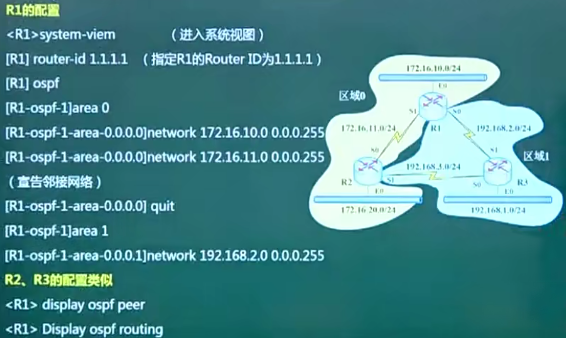 R1的配置
<R1>system-viem （进入系统视图）
[R1] router-id 1.1.1.1 （指定R1的Router ID为1.1.1.1）
[R1] ospf
[R1-ospf-1]area 0
[R1-ospf-1-area-0.0.0.0]network 172.16.10.0 0.0.0.255
[R1-ospf-1-area-0.0.0.0]network 172.16.11.0 0.0.0.255
（宣告邻接网络）
[R1-ospf-1-area-0.0.0.0] quit
[R1-ospf-1]area 1
[R1-ospf-1-area-0.0.0.1]network 192.168.2.0 0.0.0.255
R2、R3的配置类似
<R1> display ospf peer
<R1> Display ospf routing
172.16.10.0/24
区域0
E0
S1
S0
R1
172.16.11.0/24
192.168.2.0/24
S0
S1
区域1
192.168.3.0/24
R2
S1
S0
R3
E0
E0
172.16.20.0/24
192.168.1.0/24